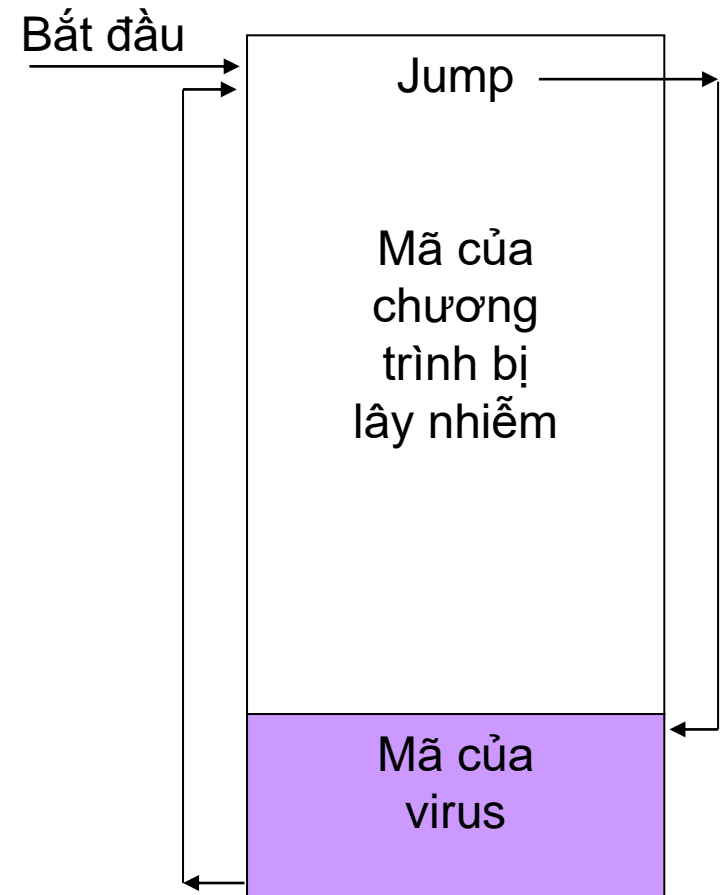 Bắt đầu
Jump
Mã của
chương
trình bị
lây nhiễm
Mã của
virus